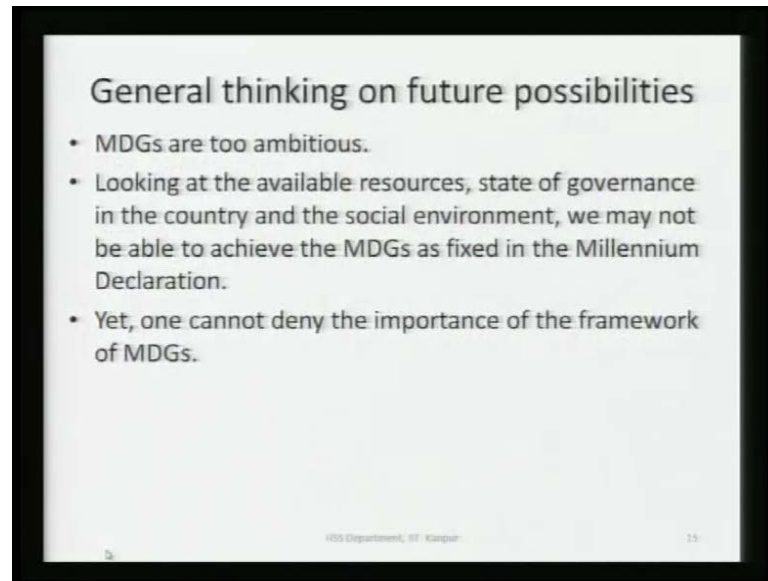 General thinking on future possibilities
• MDGs are too ambitious.
• Looking at the available resources, state of governance
in the country and the social environment, we may not
be able to achieve the MDGs as fixed in the Millennium
Declaration.
• Yet, one cannot deny the importance of the framework
of MDGs.
HSS Department, IIT Kanpur
15